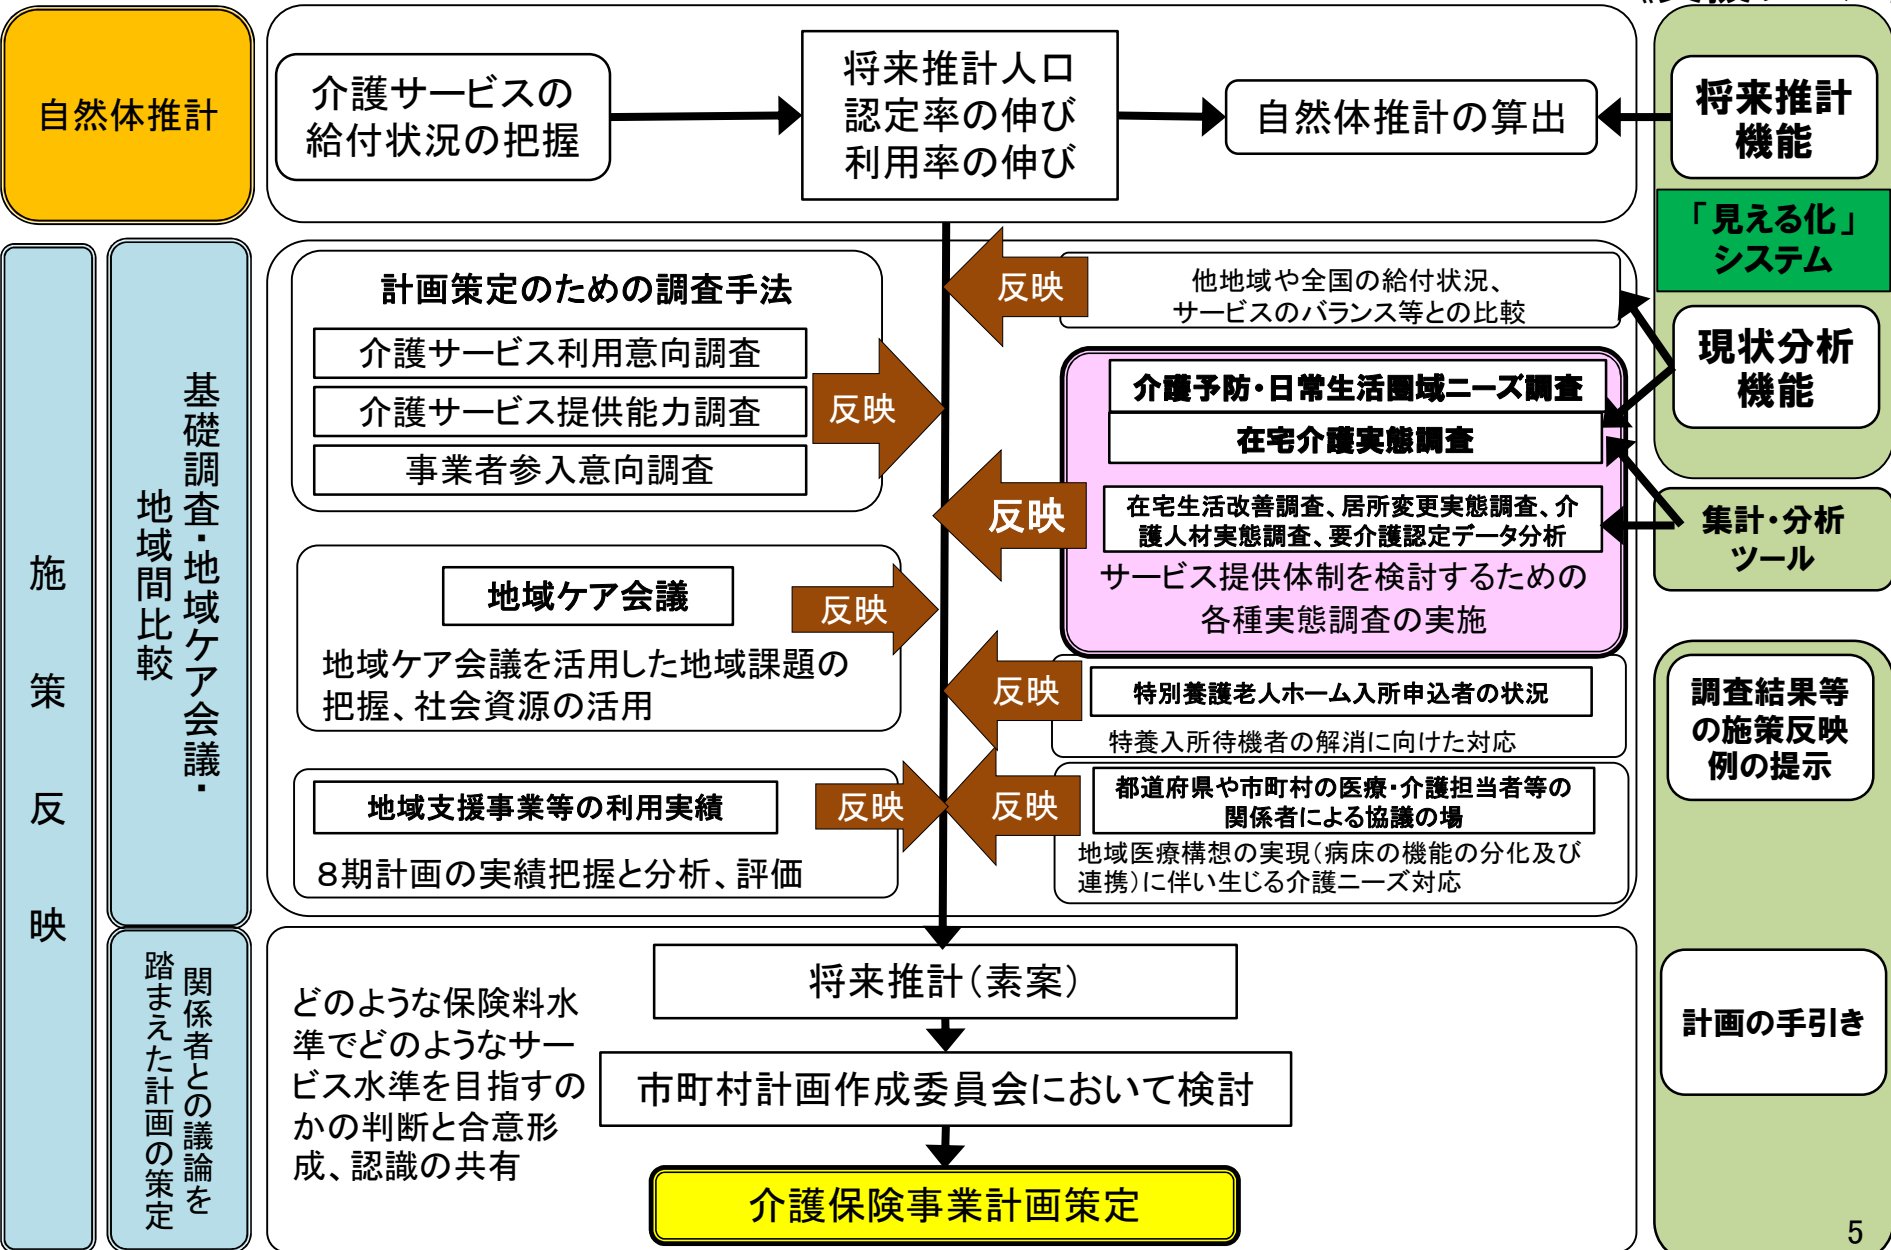 自然体推計
介護サービスの
給付状況の把握
将来推計人口
認定率の伸び
利用率の伸び
自然体推計の算出
将来推計
機能
「見える化」
システム
現状分析
機能
集計・分析
ツール
調査結果等
の施策反映
例の提示
計画の手引き
施策反映
基礎調査・地域ケア会議・
地域間比較
関係者との議論を
踏まえた計画の策定
計画策定のための調査手法
介護サービス利用意向調査
介護サービス提供能力調査
事業者参入意向調査
反映
反映
他地域や全国の給付状況、
サービスのバランス等との比較
介護予防・日常生活圏域ニーズ調査
在宅介護実態調査
反映
在宅生活改善調査、居所変更実態調査、介
護人材実態調査、要介護認定データ分析
サービス提供体制を検討するための
各種実態調査の実施
地域ケア会議
反映
地域ケア会議を活用した地域課題の
把握、社会資源の活用
反映
特別養護老人ホーム入所申込者の状況
特養入所待機者の解消に向けた対応
地域支援事業等の利用実績
反映
8期計画の実績把握と分析、評価
反映
都道府県や市町村の医療・介護担当者等の
関係者による協議の場
地域医療構想の実現(病床の機能の分化及び
連携)に伴い生じる介護ニーズ対応
どのような保険料水
準でどのようなサー
ビス水準を目指すの
かの判断と合意形
成、認識の共有
将来推計(素案)
市町村計画作成委員会において検討
介護保険事業計画策定
5